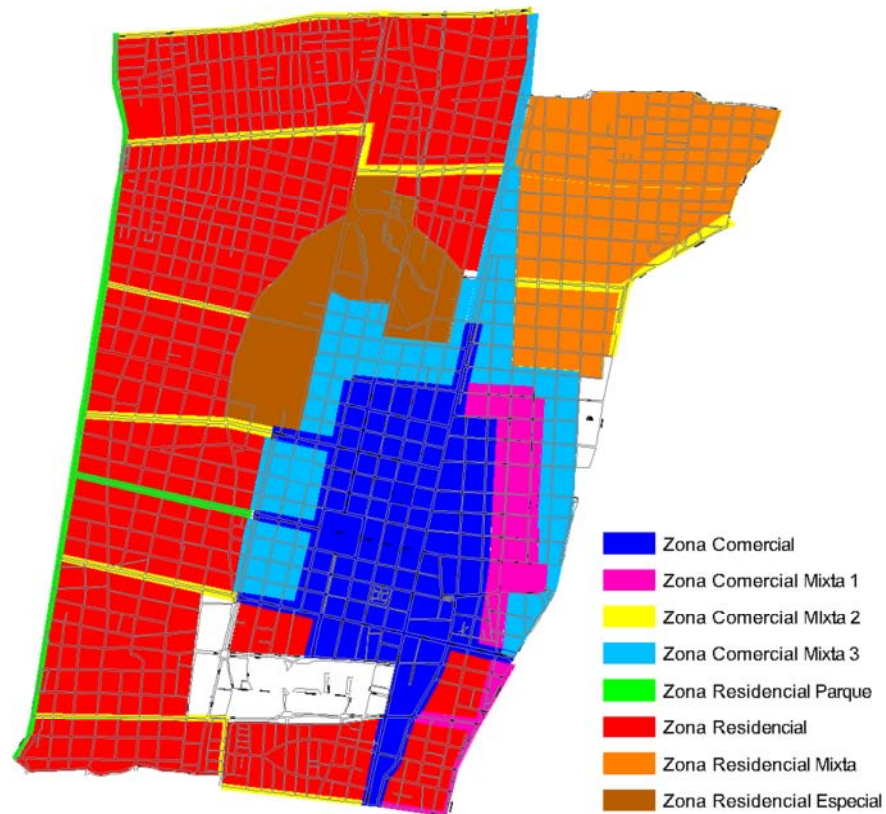 Zona Comercial
Zona Comercial Mixta 1
Zona Comercial MIxta 2
Zona Comercial Mixta 3
Zona Residencial Parque
Zona Residencial
Zona Residencial Mixta
Zona Residencial Especial